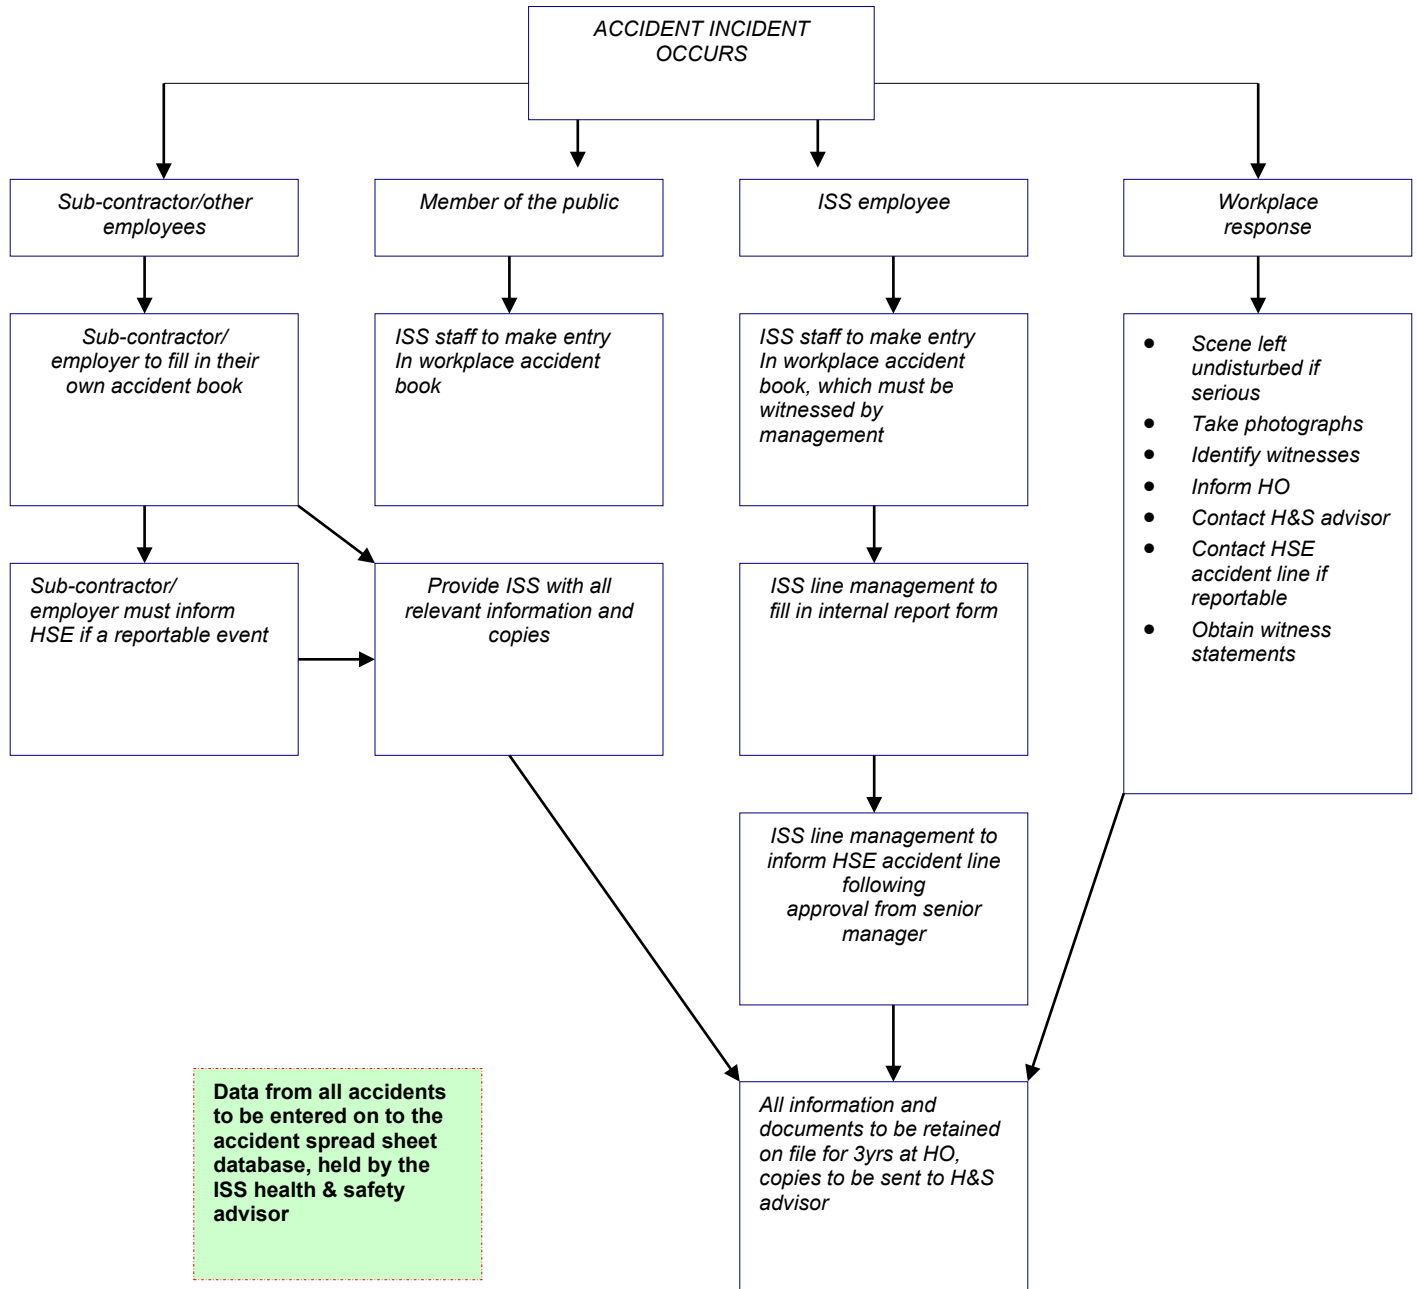 ACCIDENT INCIDENT
OCCURS
Sub-contractor/other
employees
Member of the public
ISS employee
Workplace
response
Sub-contractor/
employer to fill in their
own accident book
ISS staff to make entry
In workplace accident
book
ISS staff to make entry
In workplace accident
book, which must be
witnessed by
management
● Scene left
undisturbed if
serious
● Take photographs
● Identify witnesses
● Inform HO
● Contact H&S advisor
● Contact HSE
accident line if
reportable
● Obtain witness
statements
Sub-contractor/
employer must inform
HSE if a reportable event
Provide ISS with all
relevant information and
copies
ISS line management to
fill in internal report form
ISS line management to
inform HSE accident line
following
approval from senior
manager
Data from all accidents
to be entered on to the
accident spread sheet
database, held by the
ISS health & safety
advisor
All information and
documents to be retained
on file for 3yrs at HO,
copies to be sent to H&S
advisor